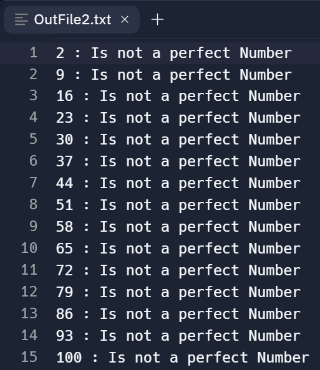 OutFile2.txt × +
1 2 : Is not a perfect Number
2 9 : Is not a perfect Number
3 16 : Is not a perfect Number
4 23 : Is not a perfect Number
5 30 : Is not a perfect Number
6 37 : Is not a perfect Number
7 44 : Is not a perfect Number
8 51 : Is not a perfect Number
9 58 : Is not a perfect Number
10 65 : Is not a perfect Number
11 72 : Is not a perfect Number
12 79 : Is not a perfect Number
13 86 : Is not a perfect Number
14 93 : Is not a perfect Number
15 100 : Is not a perfect Number